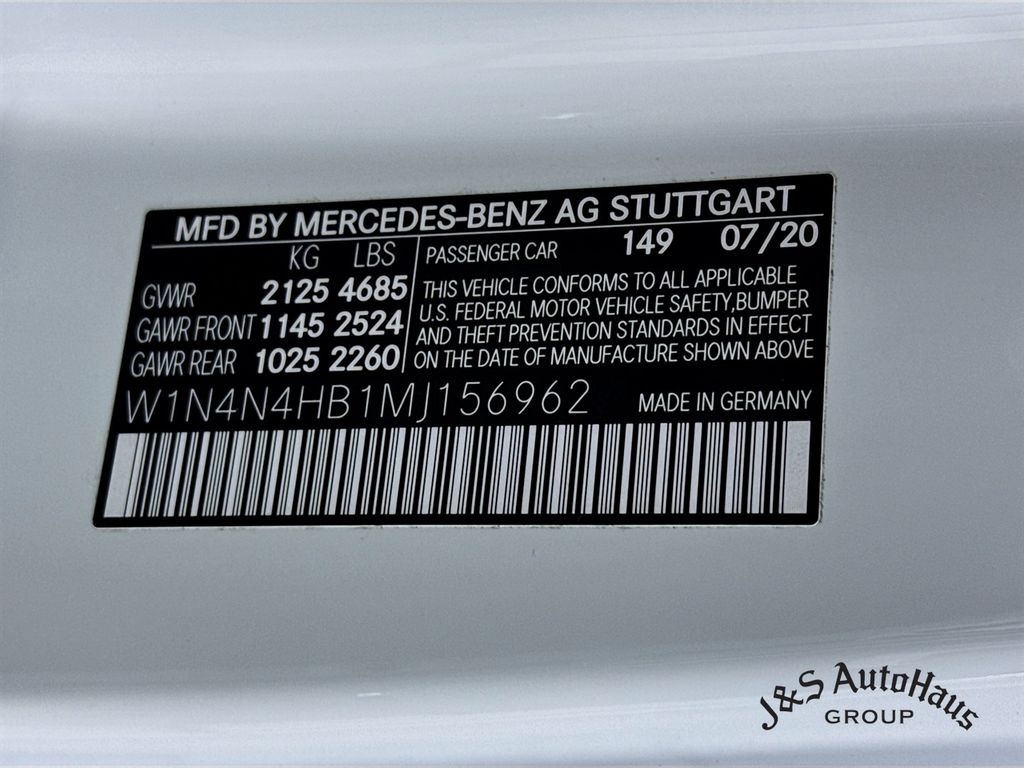 MFD BY MERCEDES-BENZ AG STUTTGART
KG LBS
GVWR 2125 4685
GAWR FRONT 1145 2524
GAWR REAR 1025 2260
PASSENGER CAR 149 07/20
THIS VEHICLE CONFORMS TO ALL APPLICABLE
U.S. FEDERAL MOTOR VEHICLE SAFETY, BUMPER
AND THEFT PREVENTION STANDARDS IN EFFECT
ON THE DATE OF MANUFACTURE SHOWN ABOVE
W1N4N4HB1MJ156962 MADE IN GERMANY
J&S AutoHaus
GROUP